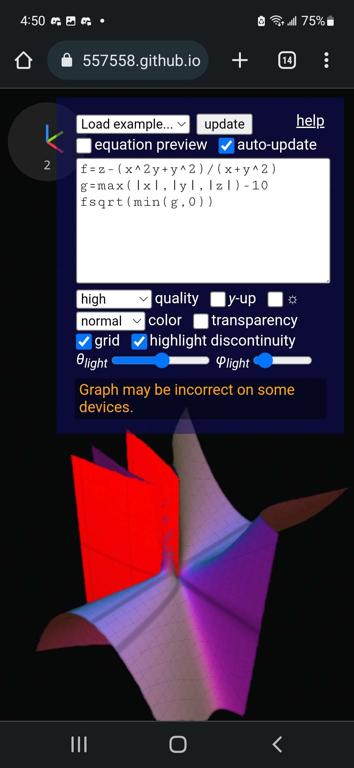 4:50
75%
557558.github.io
14
Load example... update help
equation preview auto-update
2
f=z-(x^2y+y^2)/(x+y^2)
g=max(|x|,|y|,|z|)-10
fsqrt(min(g,0))
high quality y-up
normal color transparency
grid highlight discontinuity
θlight φlight
Graph may be incorrect on some
devices.